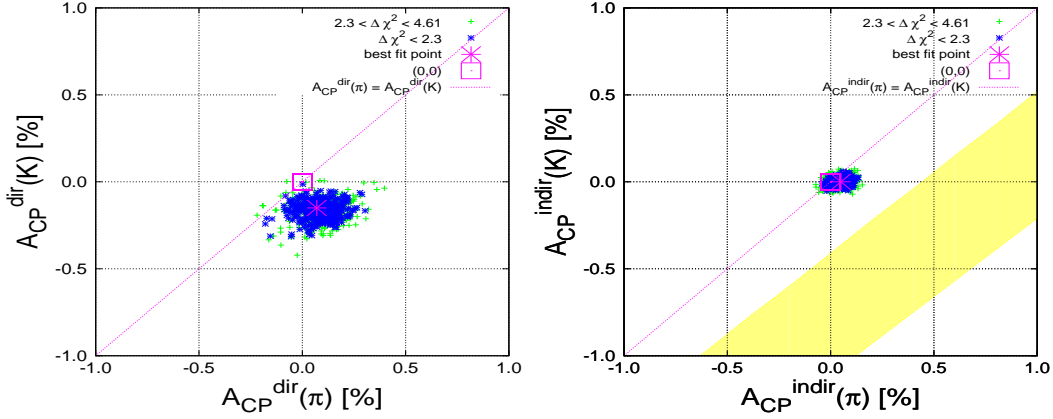 2.3 < Δ χ² < 4.61
Δ χ² < 2.3
best fit point
(0,0)
A_CP^dir(π) = A_CP^dir(K)
1.0
0.5
0.0
-0.5
-1.0
-1.0 -0.5 0.0 0.5 1.0
A_CP^dir(K) [%]
A_CP^dir(π) [%]
2.3 < Δ χ² < 4.61
Δ χ² < 2.3
best fit point
(0,0)
A_CP^indir(π) = A_CP^indir(K)
1.0
0.5
0.0
-0.5
-1.0
-1.0 -0.5 0.0 0.5 1.0
A_CP^indir(K) [%]
A_CP^indir(π) [%]